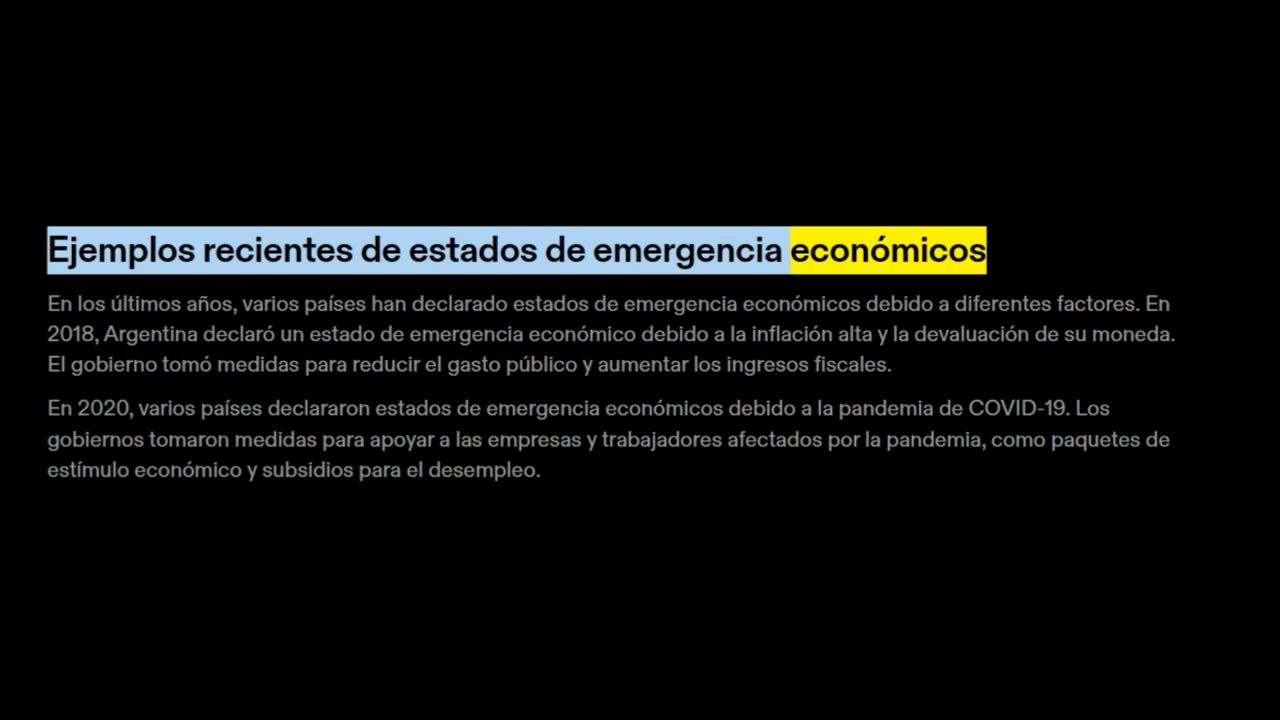 Ejemplos recientes de estados de emergencia económicos
En los últimos años, varios países han declarado estados de emergencia económicos debido a diferentes factores. En
2018, Argentina declaró un estado de emergencia económico debido a la inflación alta y la devaluación de su moneda.
El gobierno tomó medidas para reducir el gasto público y aumentar los ingresos fiscales.
En 2020, varios países declararon estados de emergencia económicos debido a la pandemia de COVID-19. Los
gobiernos tomaron medidas para apoyar a las empresas y trabajadores afectados por la pandemia, como paquetes de
estímulo económico y subsidios para el desempleo.